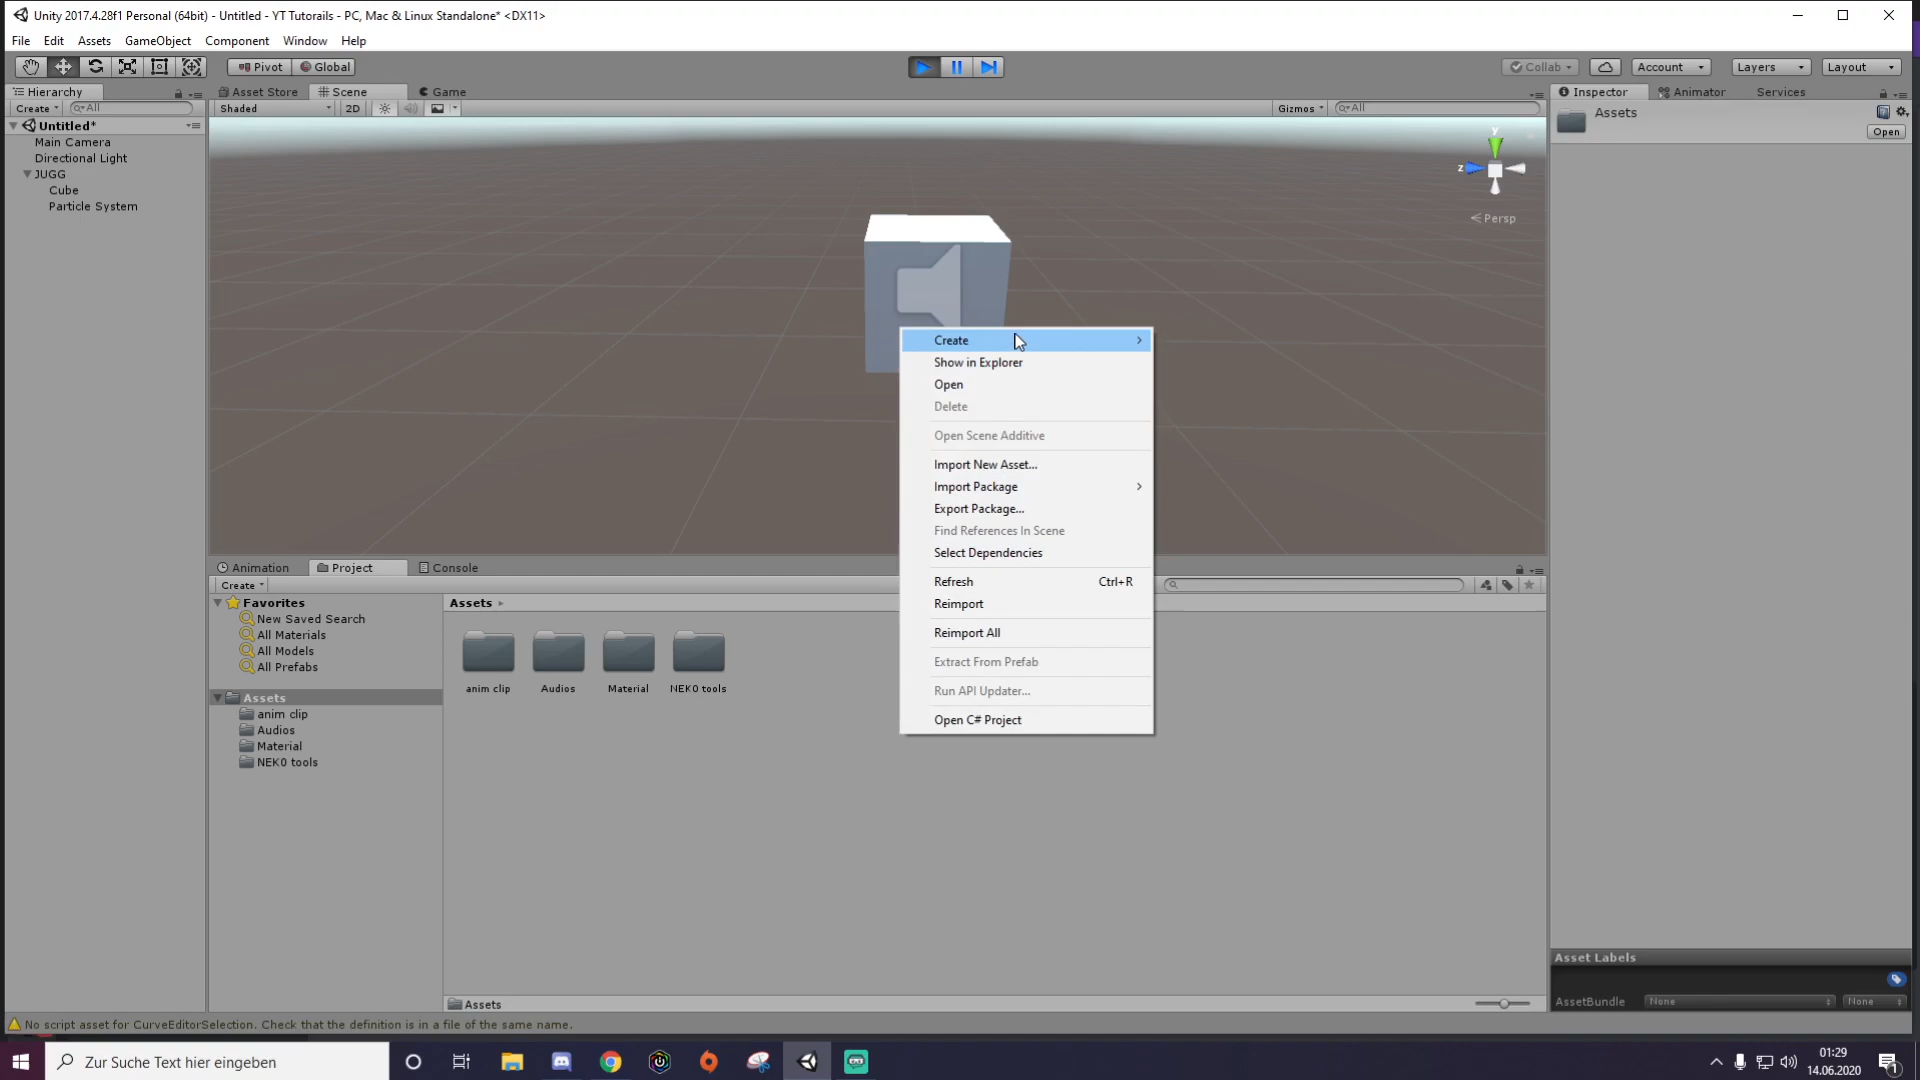 Unity 2017.4.28f1 Personal (64bit) - Untitled - YT Tutorails - PC, Mac & Linux Standalone* <DX11>
File Edit Assets GameObject Component Window Help
Pivot Global Collab Account Layers Layout
Hierarchy Asset Store Scene Game Inspector Animator Services
Create All Shaded 2D Gizmos All
Assets
Open
Untitled*
Main Camera
Directional Light
JUGG
Cube
Particle System
y
z
Persp
Create
Show in Explorer
Open
Delete
Open Scene Additive
Import New Asset...
Import Package
Export Package...
Find References In Scene
Select Dependencies
Refresh Ctrl+R
Reimport
Reimport All
Extract From Prefab
Run API Updater...
Open C# Project
Animation Project Console
Create
Favorites
New Saved Search
All Materials
All Models
All Prefabs
Assets
anim clip
Audios
Material
NEK0 tools
Assets
anim clip Audios Material NEK0 tools
Assets
Asset Labels
AssetBundle None None
No script asset for CurveEditorSelection. Check that the definition is in a file of the same name.
Zur Suche Text hier eingeben
01:29
14.06.2020
1